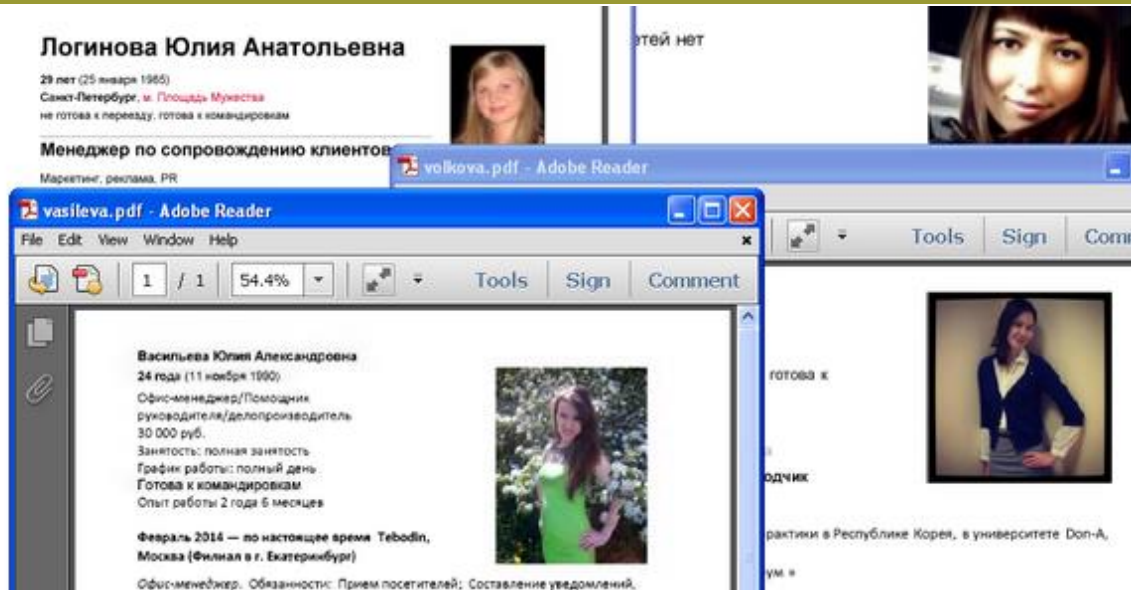 Логинова Юлия Анатольевна
29 лет (25 января 1985)
Санкт-Петербург, м. Площадь Мужества
не готова к переезду, готова к командировкам
Менеджер по сопровождению клиентов
Маркетинг, реклама, PR
етей нет
volkova.pdf - Adobe Reader
Tools Sign Comm
готова к
одчик
рактики в Республике Корея, в университете Don-A,
ум »
vasileva.pdf - Adobe Reader
File Edit View Window Help
1 / 1 54.4% Tools Sign Comment
Васильева Юлия Александровна
24 года (11 ноября 1990)
Офис-менеджер/Помощник
руководителя/делопроизводитель
30 000 руб.
Занятость: полная занятость
График работы: полный день
Готова к командировкам
Опыт работы 2 года 6 месяцев
Февраль 2014 — по настоящее время Tebodin,
Москва (Филиал в г. Екатеринбург)
Офис-менеджер. Обязанности: Прием посетителей; Составление уведомлений,